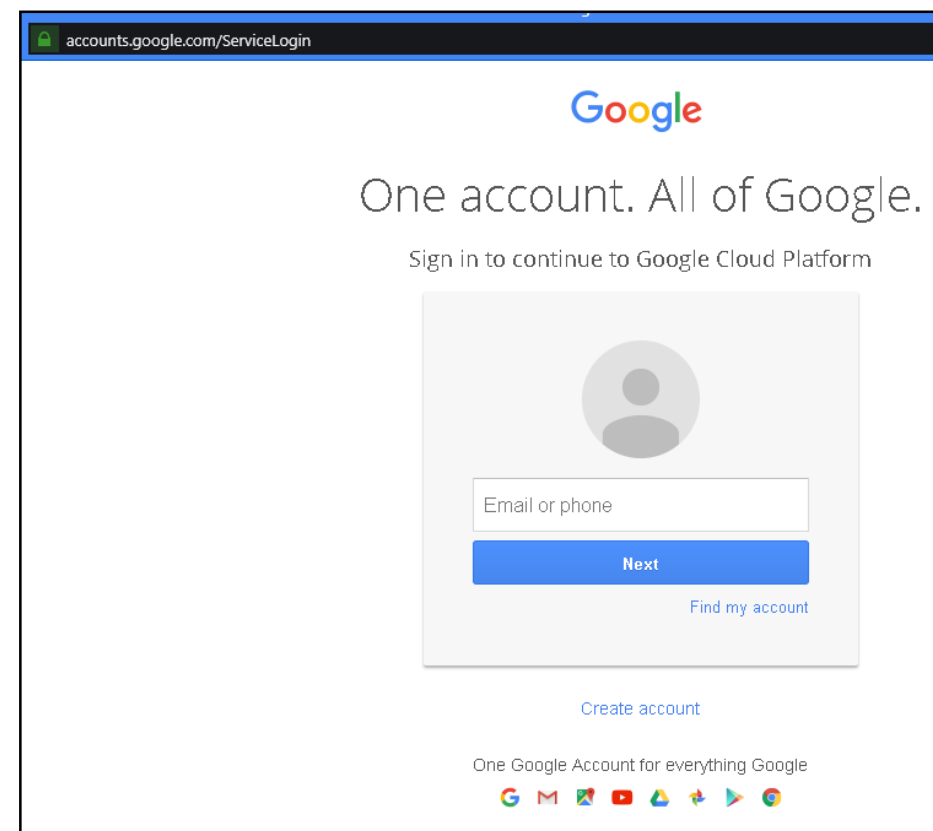 accounts.google.com/ServiceLogin
Google
One account. All of Google.
Sign in to continue to Google Cloud Platform
Email or phone
Next
Find my account
Create account
One Google Account for everything Google